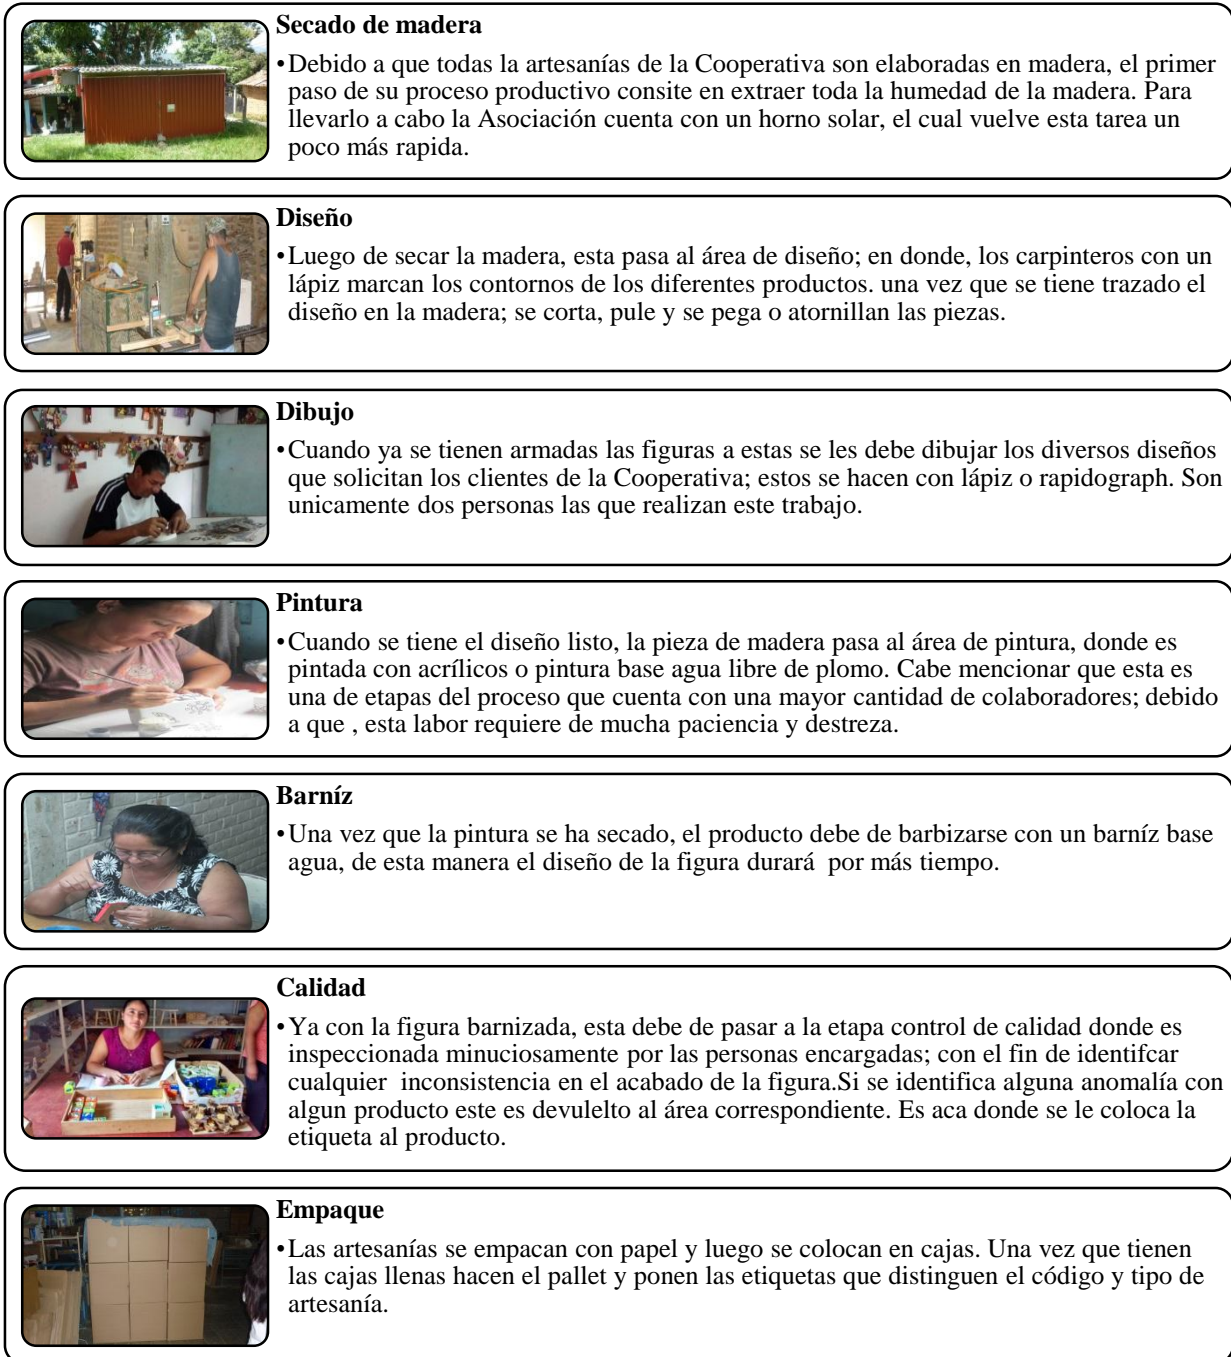 Secado de madera
•Debido a que todas la artesanías de la Cooperativa son elaboradas en madera, el primer
paso de su proceso productivo consite en extraer toda la humedad de la madera. Para
llevarlo a cabo la Asociación cuenta con un horno solar, el cual vuelve esta tarea un
poco más rapida.
Diseño
•Luego de secar la madera, esta pasa al área de diseño; en donde, los carpinteros con un
lápiz marcan los contornos de los diferentes productos. una vez que se tiene trazado el
diseño en la madera; se corta, pule y se pega o atornillan las piezas.
Dibujo
•Cuando ya se tienen armadas las figuras a estas se les debe dibujar los diversos diseños
que solicitan los clientes de la Cooperativa; estos se hacen con lápiz o rapidograph. Son
unicamente dos personas las que realizan este trabajo.
Pintura
•Cuando se tiene el diseño listo, la pieza de madera pasa al área de pintura, donde es
pintada con acrílicos o pintura base agua libre de plomo. Cabe mencionar que esta es
una de etapas del proceso que cuenta con una mayor cantidad de colaboradores; debido
a que , esta labor requiere de mucha paciencia y destreza.
Barníz
•Una vez que la pintura se ha secado, el producto debe de barbizarse con un barníz base
agua, de esta manera el diseño de la figura durará  por más tiempo.
Calidad
•Ya con la figura barnizada, esta debe de pasar a la etapa control de calidad donde es
inspeccionada minuciosamente por las personas encargadas; con el fin de identifcar
cualquier  inconsistencia en el acabado de la figura.Si se identifica alguna anomalía con
algun producto este es devulelto al área correspondiente. Es aca donde se le coloca la
etiqueta al producto.
Empaque
•Las artesanías se empacan con papel y luego se colocan en cajas. Una vez que tienen
las cajas llenas hacen el pallet y ponen las etiquetas que distinguen el código y tipo de
artesanía.